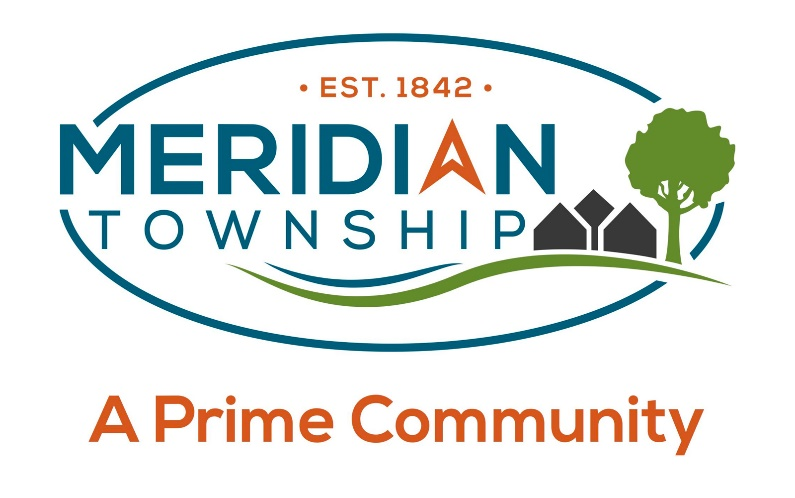 • EST. 1842 •
MERIDIAN
TOWNSHIP
A Prime Community